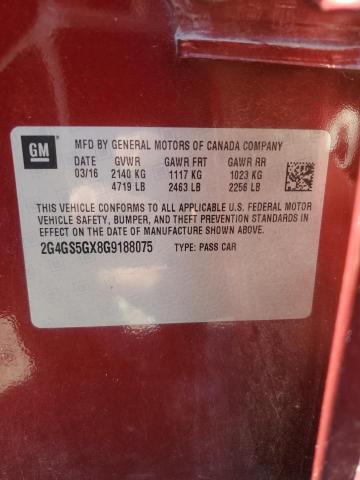 GM
MFD BY GENERAL MOTORS OF CANADA COMPANY
DATE GVWR GAWR FRT GAWR RR
03/16 2140 KG 1117 KG 1023 KG
4719 LB 2463 LB 2256 LB
THIS VEHICLE CONFORMS TO ALL APPLICABLE U.S. FEDERAL MOTOR
VEHICLE SAFETY, BUMPER, AND THEFT PREVENTION STANDARDS IN
EFFECT ON THE DATE OF MANUFACTURE SHOWN ABOVE.
2G4GS5GX8G9188075 TYPE: PASS CAR